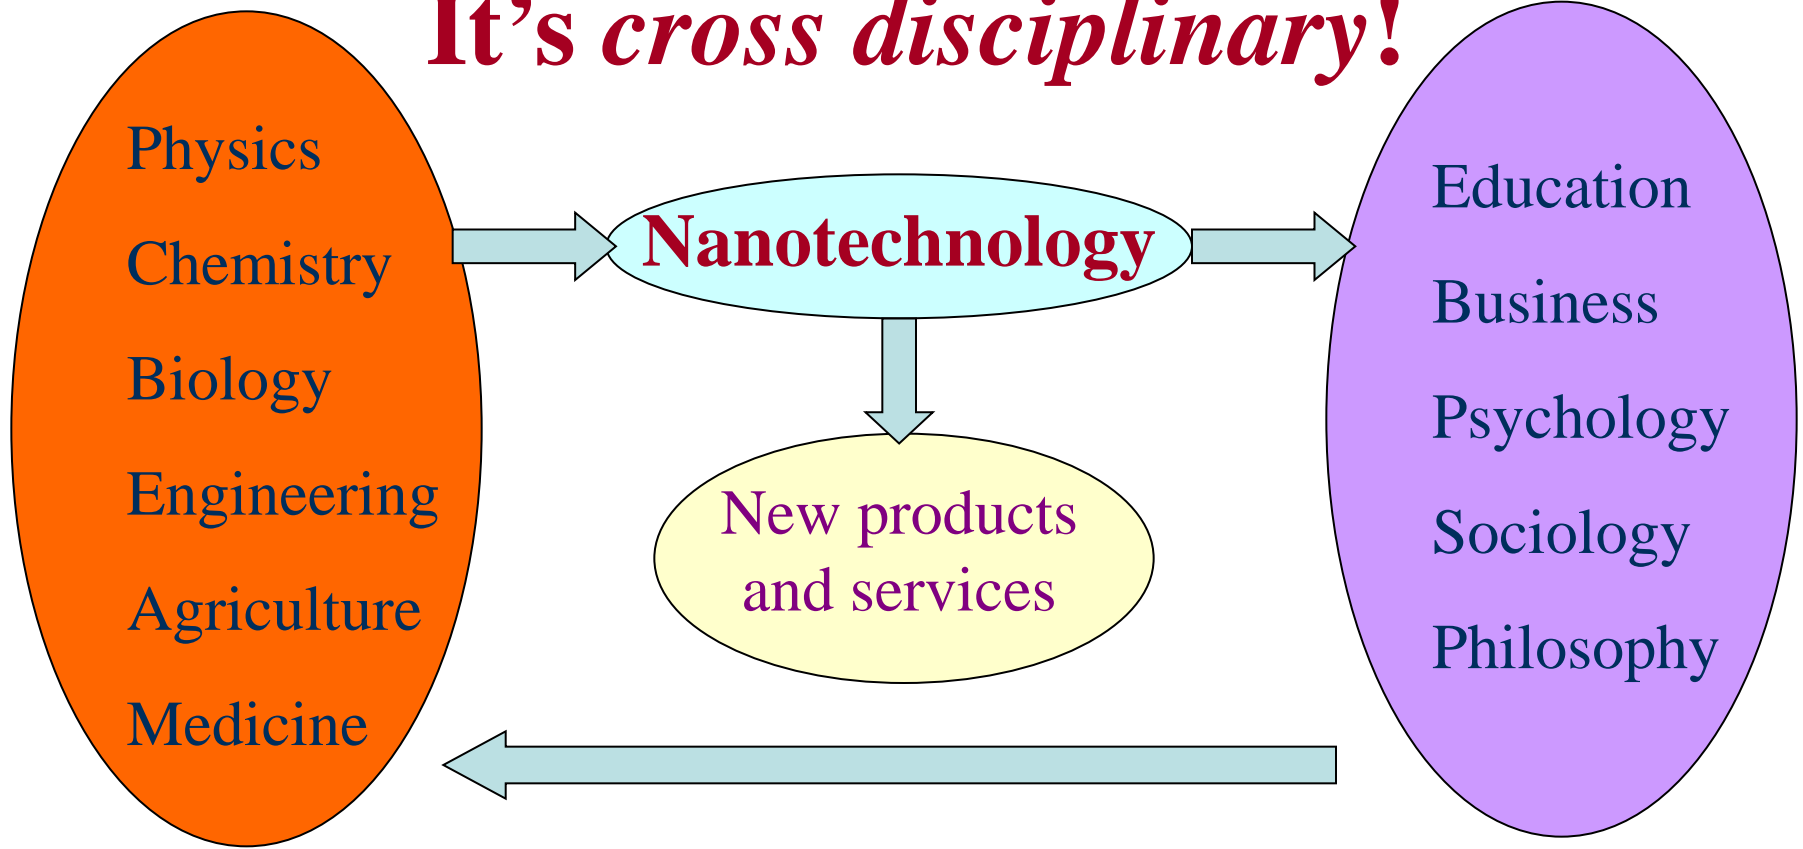 It’s cross disciplinary!
Physics
Chemistry
Biology
Engineering
Agriculture
Medicine
Nanotechnology
New products
and services
Education
Business
Psychology
Sociology
Philosophy